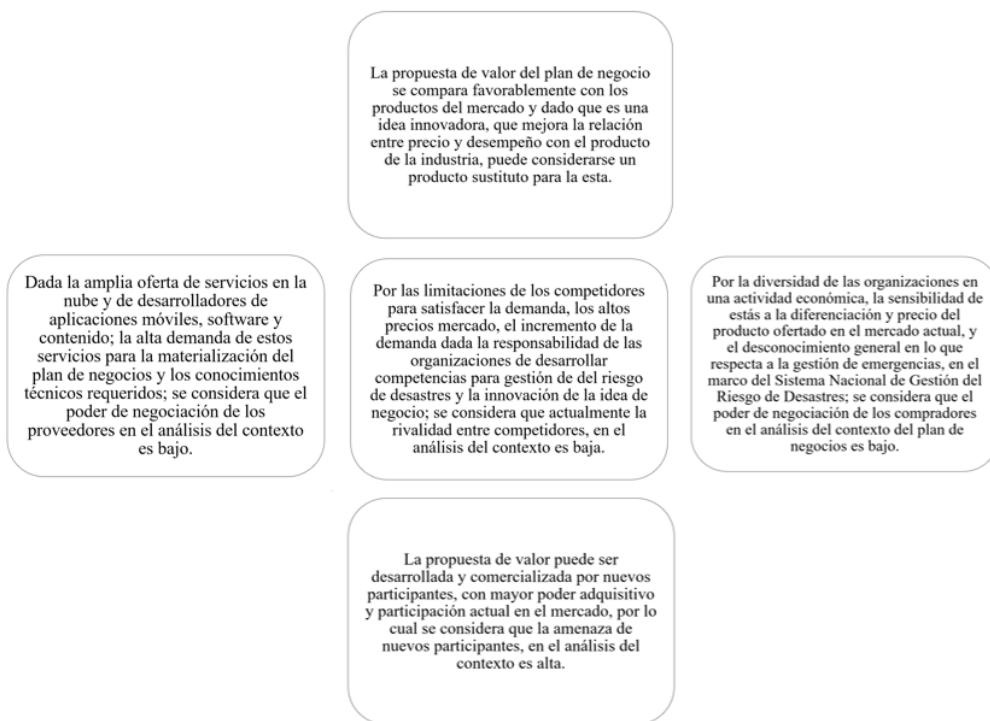 La propuesta de valor del plan de negocio
se compara favorablemente con los
productos del mercado y dado que es una
idea innovadora, que mejora la relación
entre precio y desempeño con el producto
de la industria, puede considerarse un
producto sustituto para la esta.
Dada la amplia oferta de servicios en la
nube y de desarrolladores de
aplicaciones móviles, software y
contenido; la alta demanda de estos
servicios para la materialización del
plan de negocios y los conocimientos
técnicos requeridos; se considera que el
poder de negociación de los
proveedores en el análisis del contexto
es bajo.
Por las limitaciones de los competidores
para satisfacer la demanda, los altos
precios mercado, el incremento de la
demanda dada la responsabilidad de las
organizaciones de desarrollar
competencias para gestión de del riesgo
de desastres y la innovación de la idea de
negocio; se considera que actualmente la
rivalidad entre competidores, en el
análisis del contexto es baja.
Por la diversidad de las organizaciones en
una actividad económica, la sensibilidad de
estás a la diferenciación y precio del
producto ofertado en el mercado actual, y
el desconocimiento general en lo que
respecta a la gestión de emergencias, en el
marco del Sistema Nacional de Gestión del
Riesgo de Desastres; se considera que el
poder de negociación de los compradores
en el análisis del contexto del plan de
negocios es bajo.
La propuesta de valor puede ser
desarrollada y comercializada por nuevos
participantes, con mayor poder adquisitivo
y participación actual en el mercado, por lo
cual se considera que la amenaza de
nuevos participantes, en el análisis del
contexto es alta.